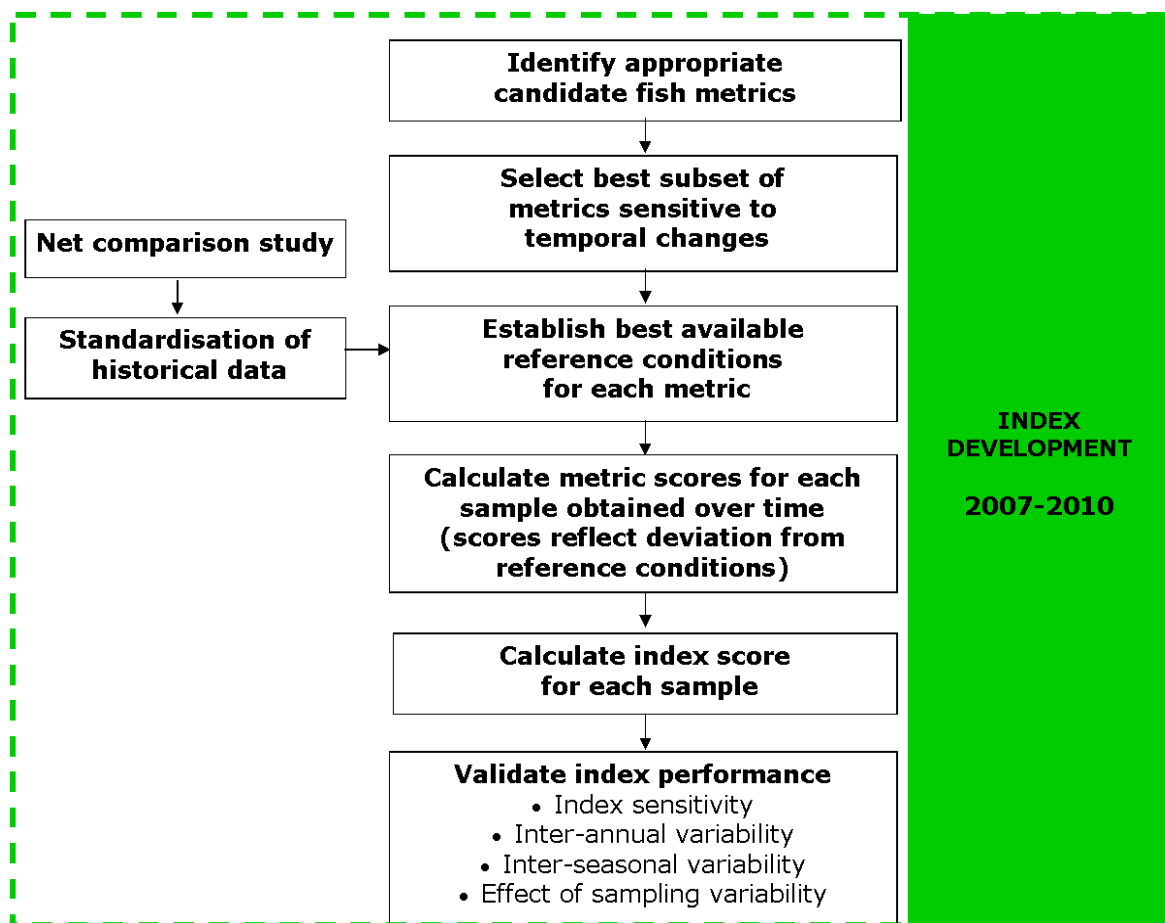 Identify appropriate
candidate fish metrics
Select best subset of
metrics sensitive to
temporal changes
Net comparison study
Standardisation of
historical data
Establish best available
reference conditions
for each metric
Calculate metric scores for each
sample obtained over time
(scores reflect deviation from
reference conditions)
Calculate index score
for each sample
Validate index performance
• Index sensitivity
• Inter-annual variability
• Inter-seasonal variability
• Effect of sampling variability
INDEX
DEVELOPMENT
2007-2010